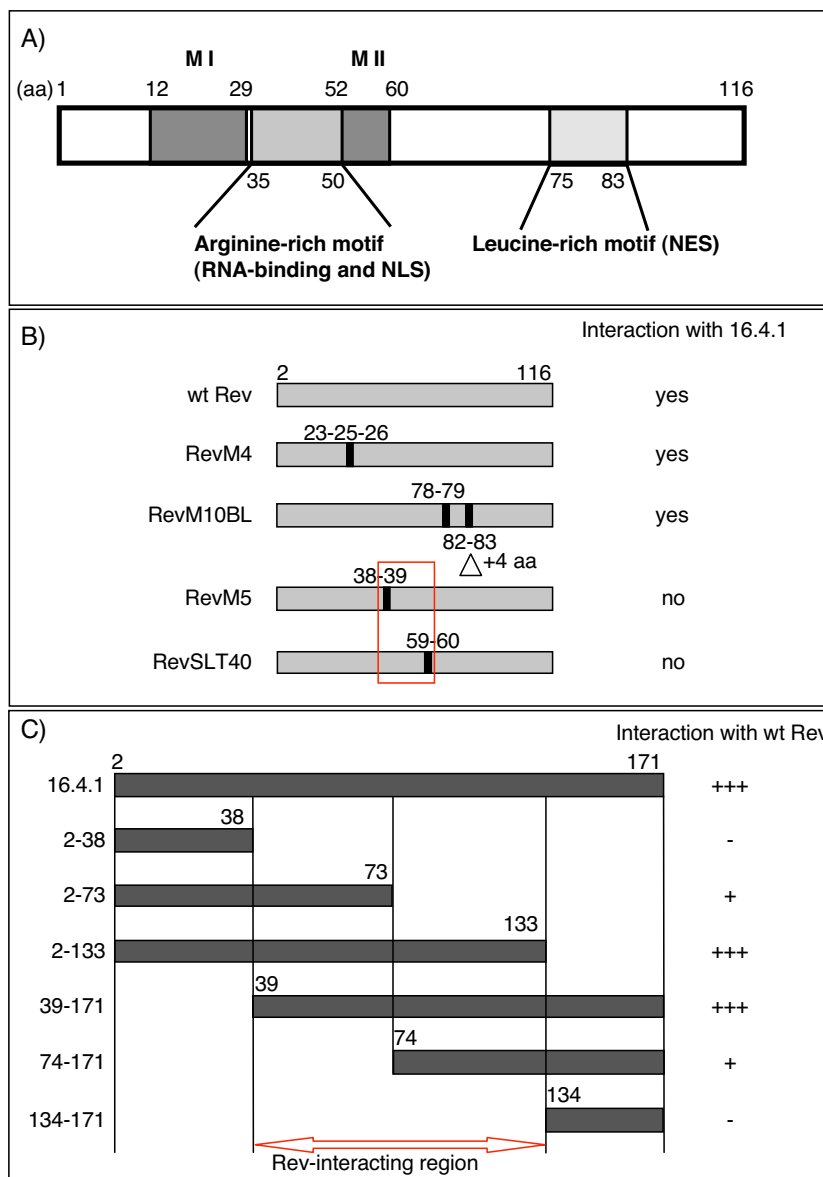 A)
M I M II
(aa) 1 12 29 52 60 116
35 50 75 83
Arginine-rich motif
(RNA-binding and NLS)
Leucine-rich motif (NES)
B)
Interaction with 16.4.1
2 116
wt Rev yes
23-25-26
RevM4 yes
78-79
RevM10BL yes
82-83
+4 aa
38-39
RevM5 no
59-60
RevSLT40 no
C)
Interaction with wt Rev
2 171
16.4.1 +++
38
2-38 -
73
2-73 +
133
2-133 +++
39
39-171 +++
74
74-171 +
134
134-171 -
Rev-interacting region